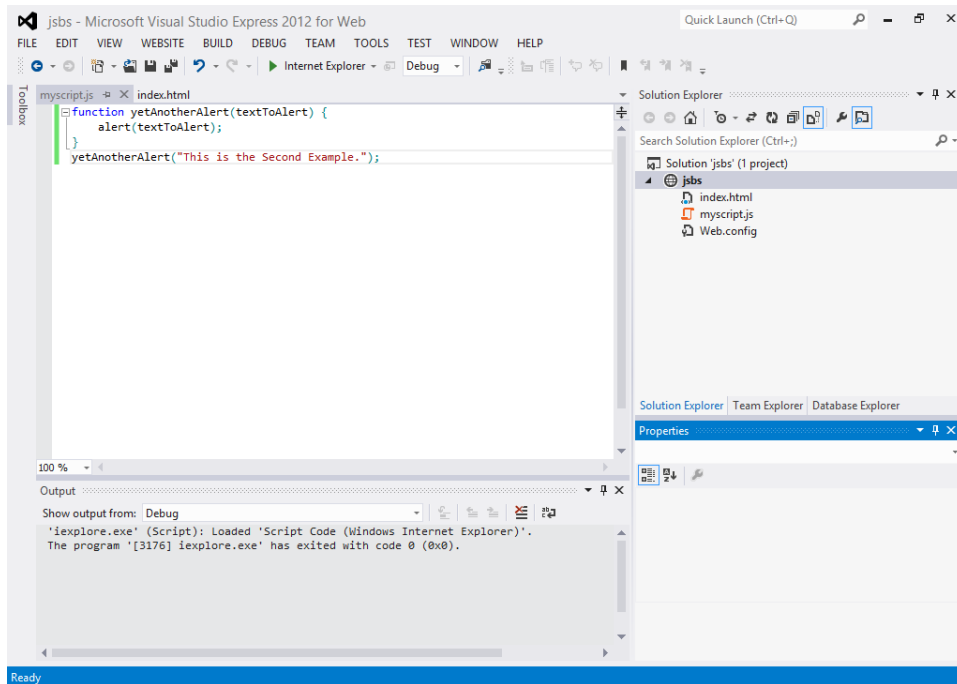 jsbs - Microsoft Visual Studio Express 2012 for Web
Quick Launch (Ctrl+Q)
FILE EDIT VIEW WEBSITE BUILD DEBUG TEAM TOOLS TEST WINDOW HELP
Internet Explorer
Debug
Toolbox
myscript.js
index.html
function yetAnotherAlert(textToAlert) {
alert(textToAlert);
}
yetAnotherAlert("This is the Second Example.");
100 %
Solution Explorer
Search Solution Explorer (Ctrl+;)
Solution 'jsbs' (1 project)
jsbs
index.html
myscript.js
Web.config
Solution Explorer Team Explorer Database Explorer
Properties
Output
Show output from: Debug
'iexplore.exe' (Script): Loaded 'Script Code (Windows Internet Explorer)'.
The program '[3176] iexplore.exe' has exited with code 0 (0x0).
Ready